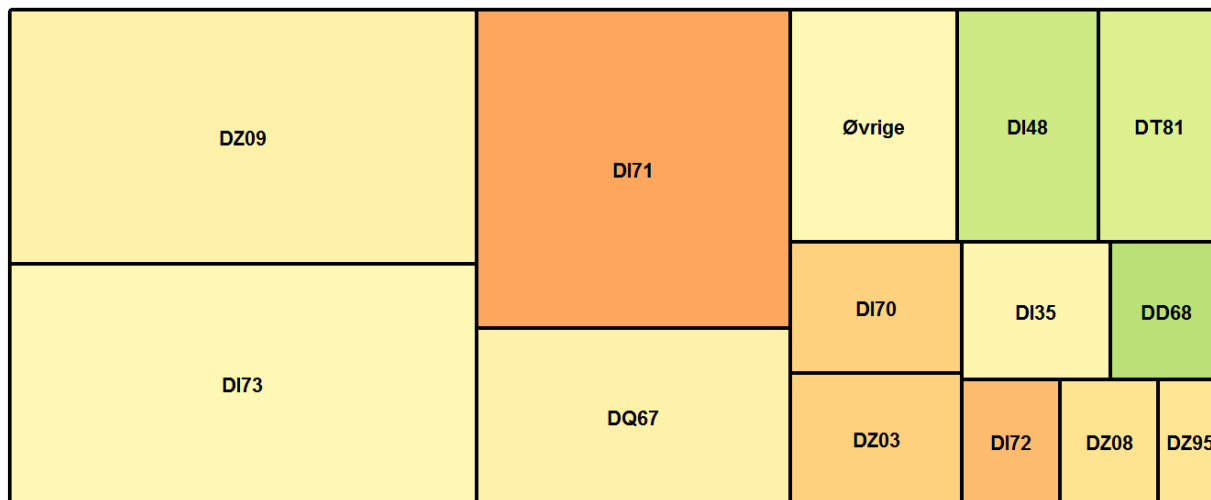 DZ09
DI73
DI71
DQ67
Øvrige
DI48
DT81
DI70
DI35
DD68
DZ03
DI72
DZ08
DZ95